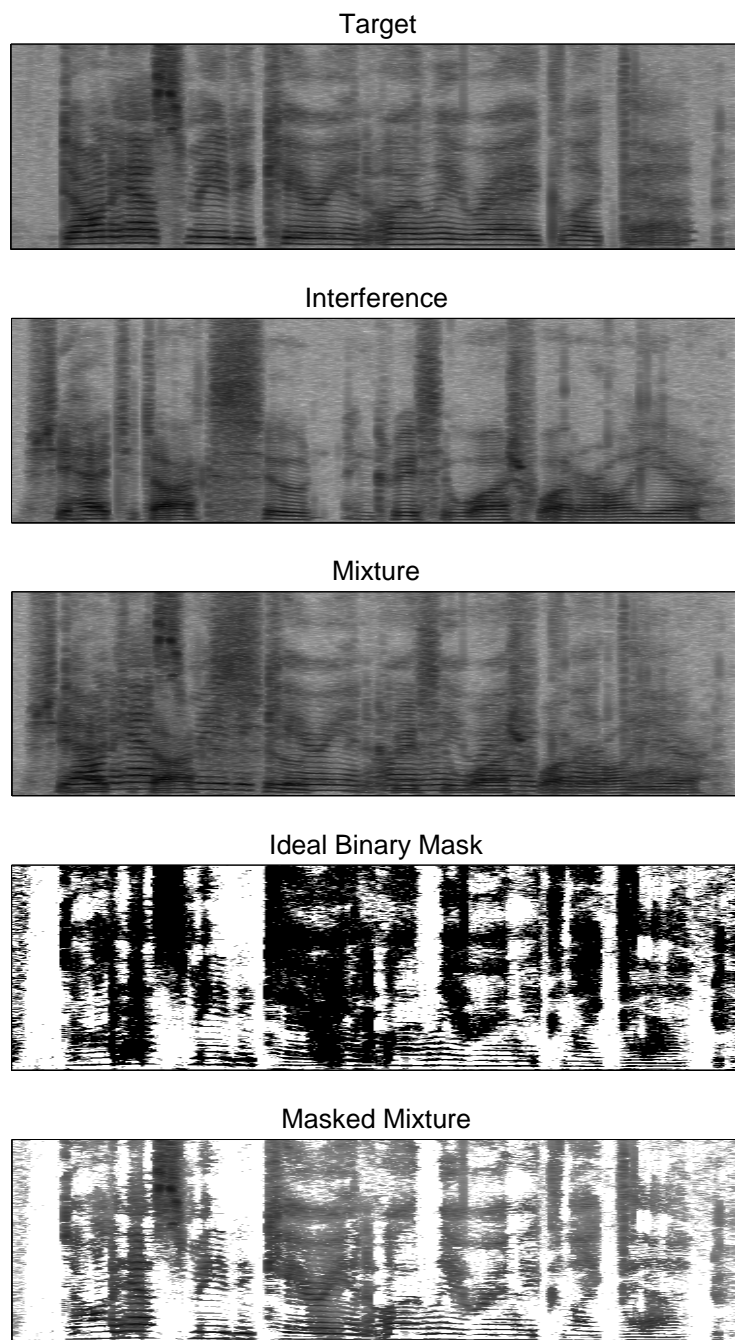 Target
Interference
Mixture
Ideal Binary Mask
Masked Mixture